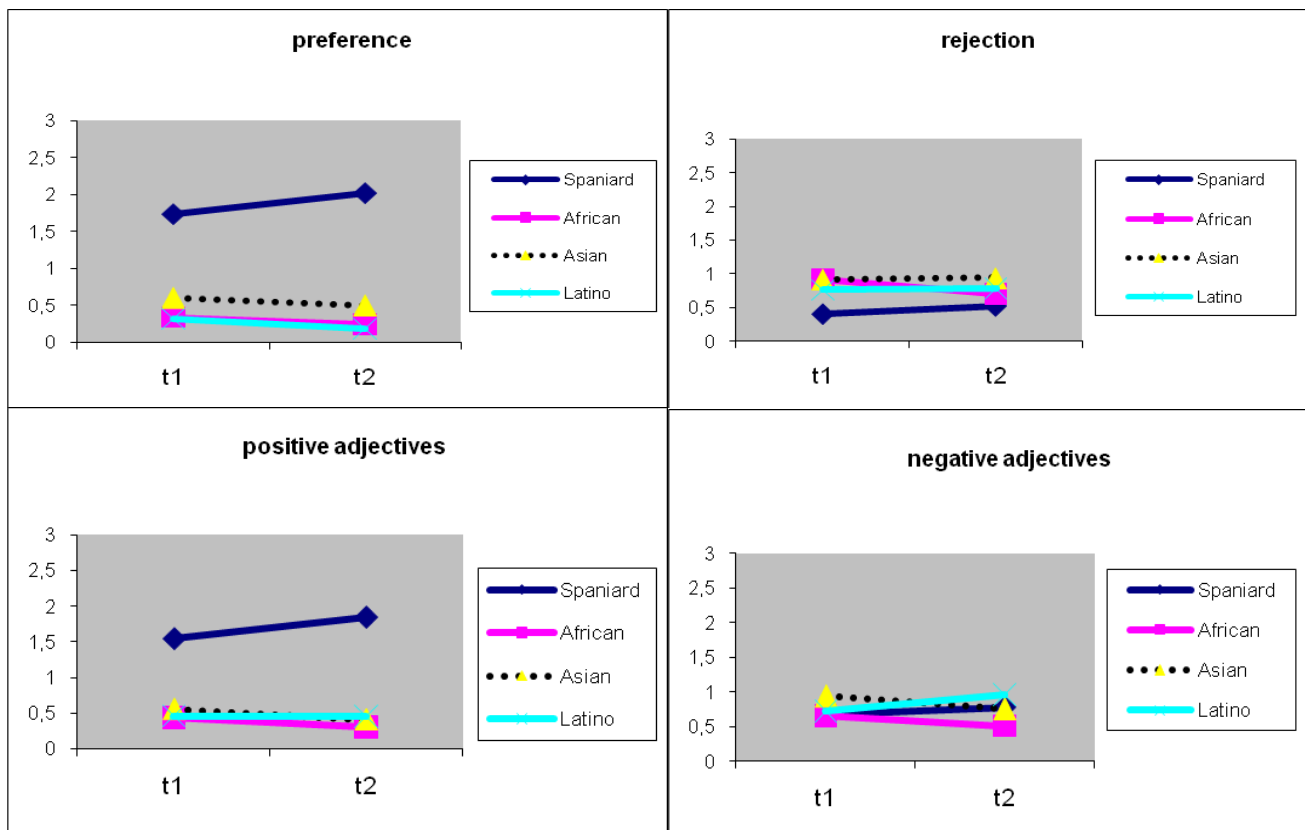 preference
3
2,5
2
1,5
1
0,5
0
t1 t2
Spaniard
African
Asian
Latino
rejection
3
2,5
2
1,5
1
0,5
0
t1 t2
Spaniard
African
Asian
Latino
positive adjectives
3
2,5
2
1,5
1
0,5
0
t1 t2
Spaniard
African
Asian
Latino
negative adjectives
3
2,5
2
1,5
1
0,5
0
t1 t2
Spaniard
African
Asian
Latino